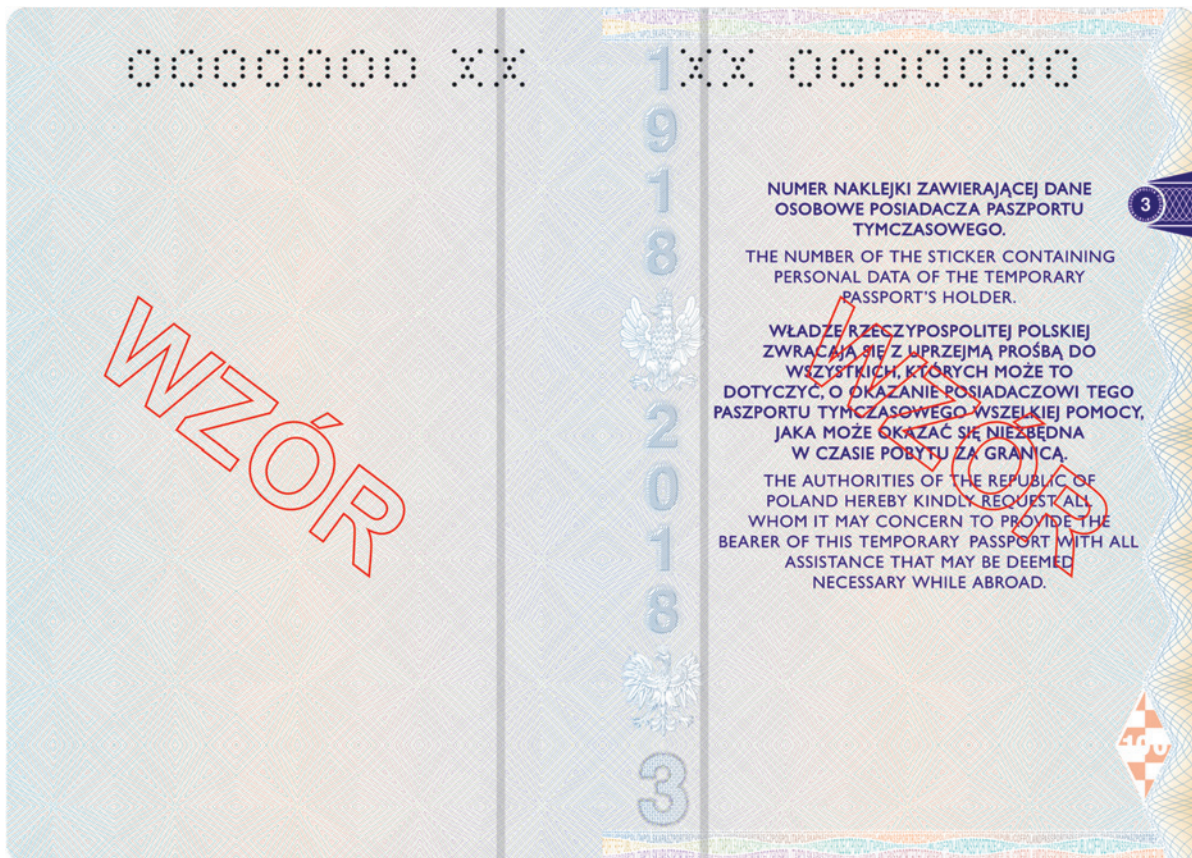 0000000 XX
XX 0000000
1918
2018
3
NUMER NAKLEJKI ZAWIERAJĄCEJ DANE
OSOBOWE POSIADACZA PASZPORTU
TYMCZASOWEGO.
THE NUMBER OF THE STICKER CONTAINING
PERSONAL DATA OF THE TEMPORARY
PASSPORT'S HOLDER.
WŁADZE RZECZYPOSPOLITEJ POLSKIEJ
ZWRACAJĄ SIĘ Z UPRZEJMĄ PROŚBĄ DO
WSZYSTKICH, KTÓRYCH MOŻE TO
DOTYCZYĆ, O OKAZANIE POSIADACZOWI TEGO
PASZPORTU TYMCZASOWEGO WSZELKIEJ POMOCY,
JAKA MOŻE OKAZAĆ SIĘ NIEZBĘDNA
W CZASIE POBYTU ZA GRANICĄ.
THE AUTHORITIES OF THE REPUBLIC OF
POLAND HEREBY KINDLY REQUEST ALL
WHOM IT MAY CONCERN TO PROVIDE THE
BEARER OF THIS TEMPORARY PASSPORT WITH ALL
ASSISTANCE THAT MAY BE DEEMED
NECESSARY WHILE ABROAD.
3
WZÓR
WZÓR
100